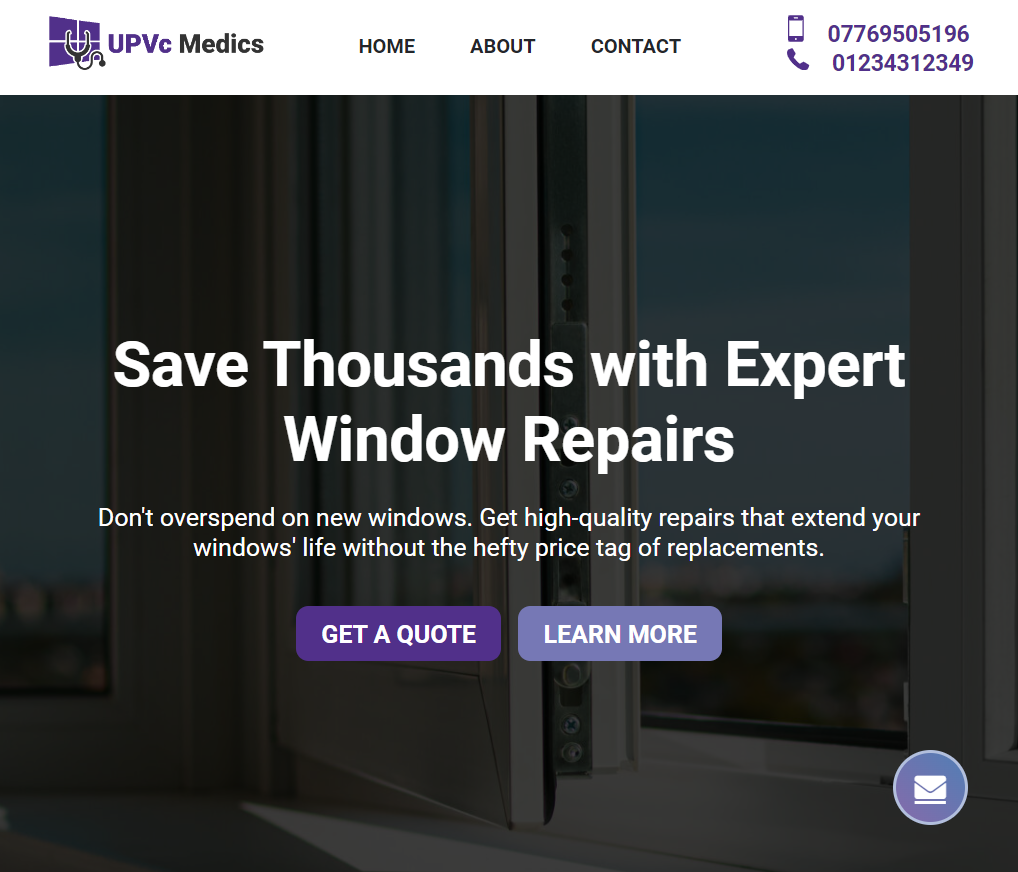 UPVc Medics
HOME
ABOUT
CONTACT
07769505196
01234312349
Save Thousands with Expert
Window Repairs
Don't overspend on new windows. Get high-quality repairs that extend your
windows' life without the hefty price tag of replacements.
GET A QUOTE
LEARN MORE